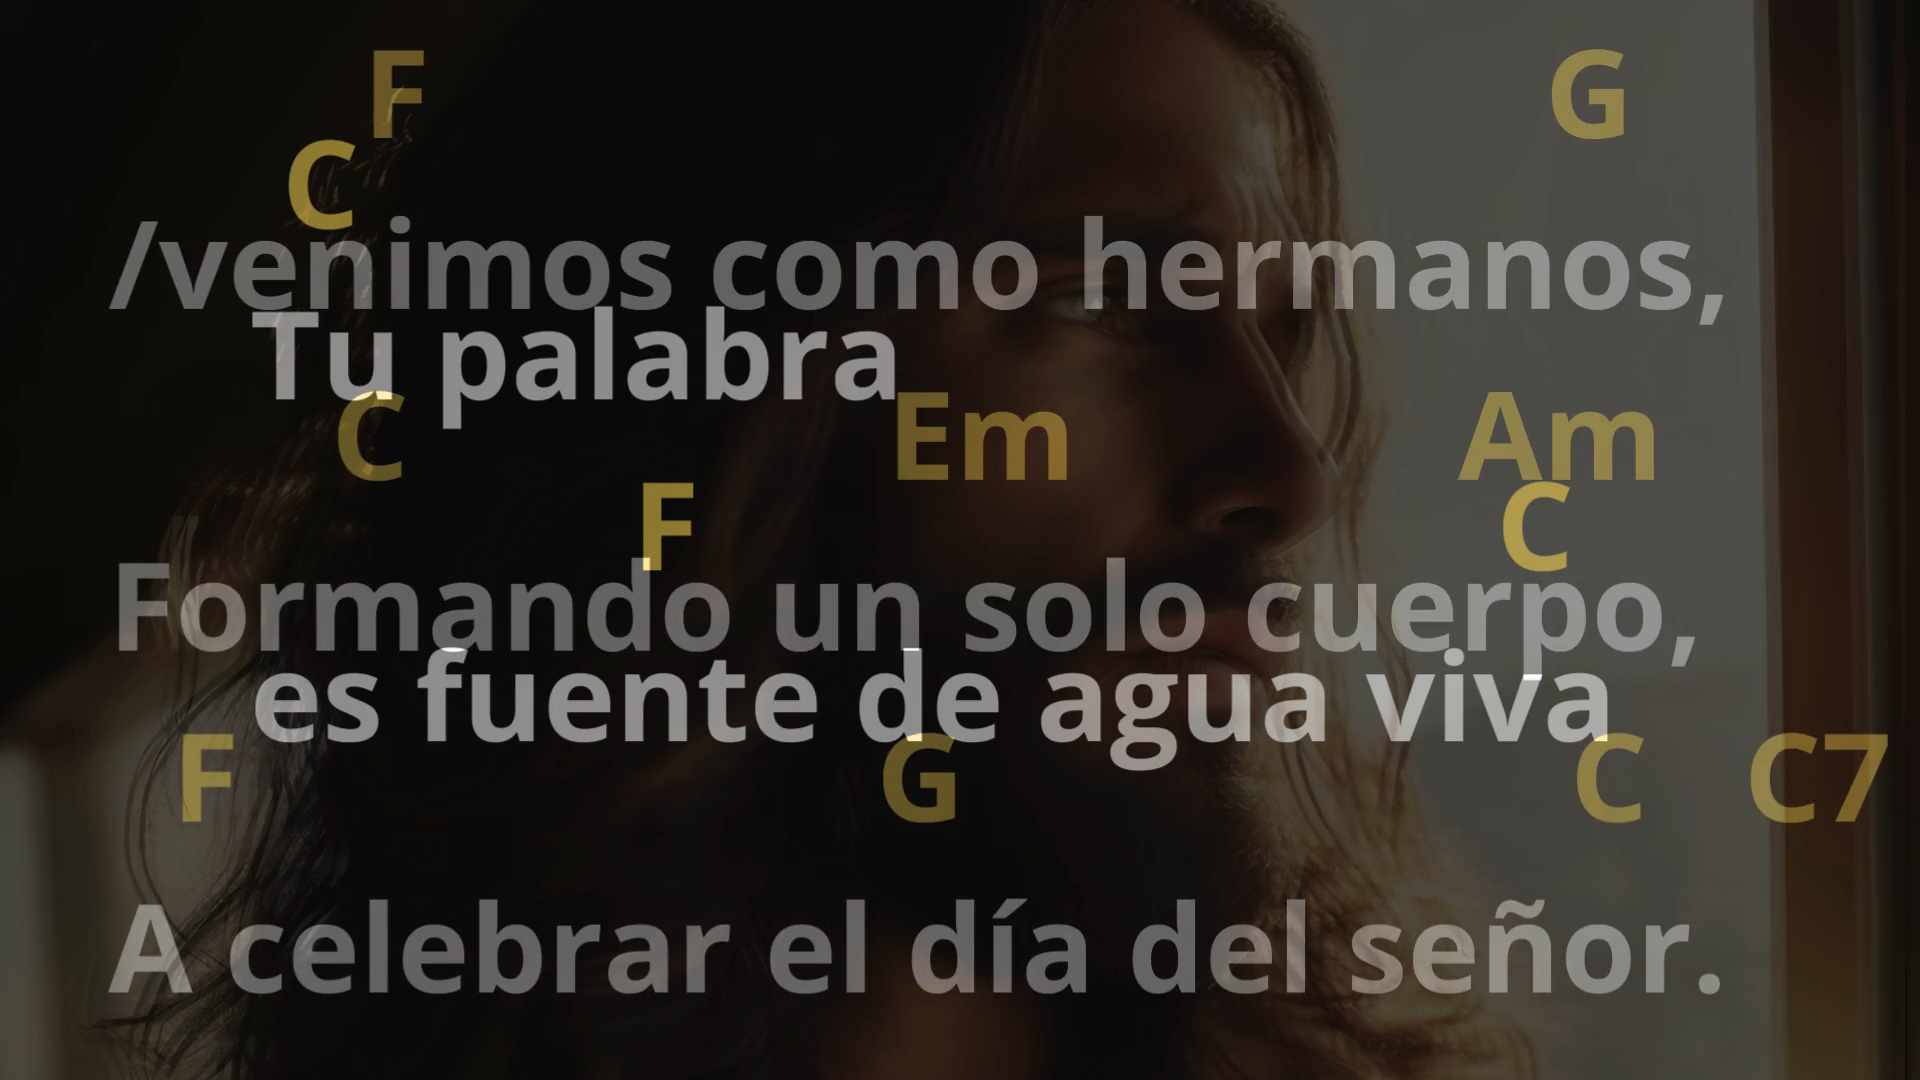 F G
C
/venimos como hermanos,
Tu palabra
C Em Am
F C
Formando un solo cuerpo,
es fuente de agua viva
F G C C7
A celebrar el día del señor.